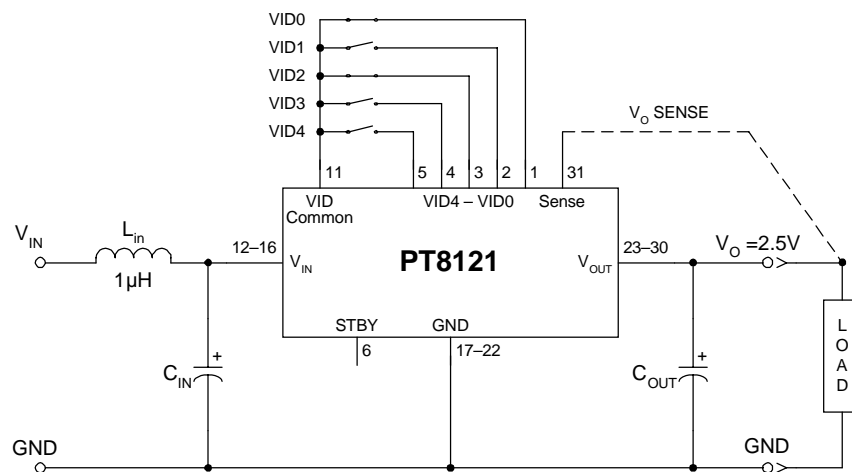 VID0
VID1
VID2
VID3
VID4
V_O SENSE
11 5 4 3 2 1 31
VID Common
VID4 – VID0
Sense
V_IN
L_in
1µH
12–16
V_IN
PT8121
V_OUT
23–30
V_O =2.5V
STBY
GND
6
17–22
C_IN
+
C_OUT
+
LOAD
GND
GND